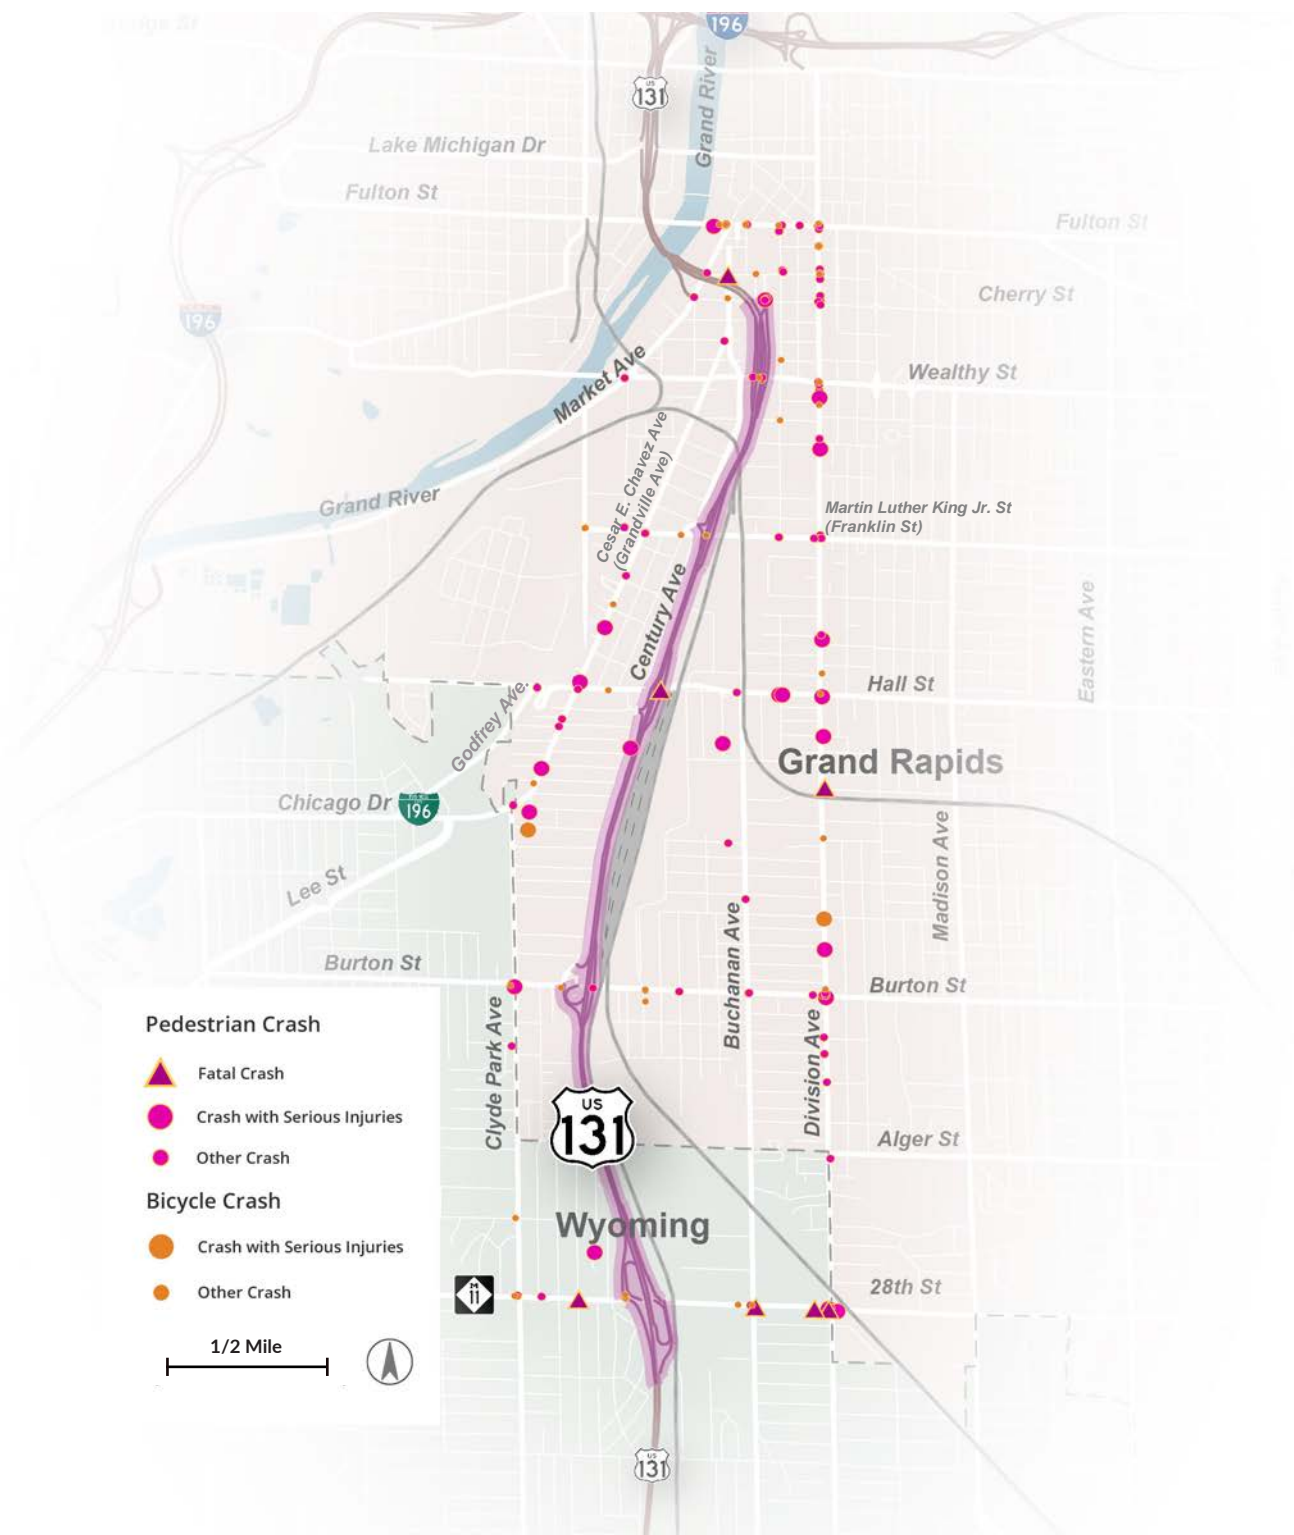 196
US
131
Grand River
Lake Michigan Dr
Fulton St
Fulton St
Cherry St
196
Market Ave
Wealthy St
Cesar E. Chavez Ave
(Grandville Ave)
Grand River
Martin Luther King Jr. St
(Franklin St)
Century Ave
Eastern Ave
Hall St
Godfrey Ave.
Grand Rapids
Chicago Dr
196
Madison Ave
Lee St
Buchanan Ave
Burton St
Burton St
Clyde Park Ave
Division Ave
US
131
Alger St
Wyoming
28th St
M
11
US
131
Pedestrian Crash
Fatal Crash
Crash with Serious Injuries
Other Crash
Bicycle Crash
Crash with Serious Injuries
Other Crash
1/2 Mile